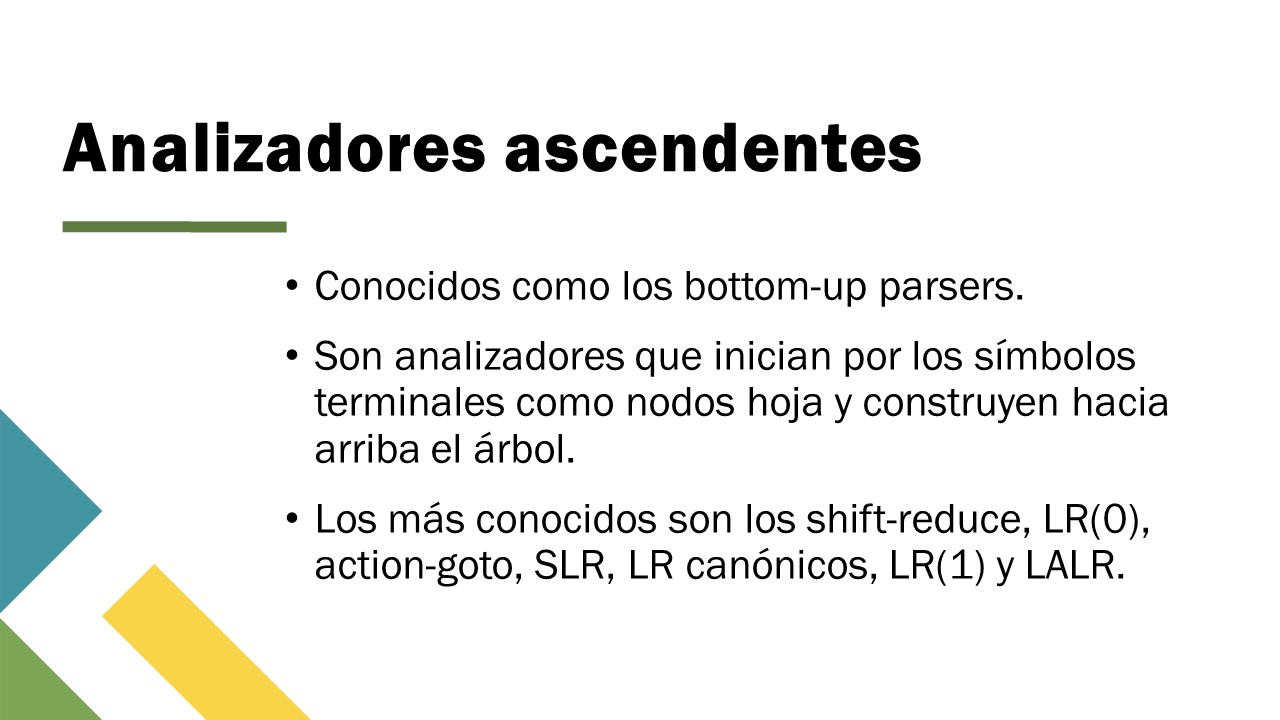 Analizadores ascendentes
• Conocidos como los bottom-up parsers.
• Son analizadores que inician por los símbolos
terminales como nodos hoja y construyen hacia
arriba el árbol.
• Los más conocidos son los shift-reduce, LR(0),
action-goto, SLR, LR canónicos, LR(1) y LALR.